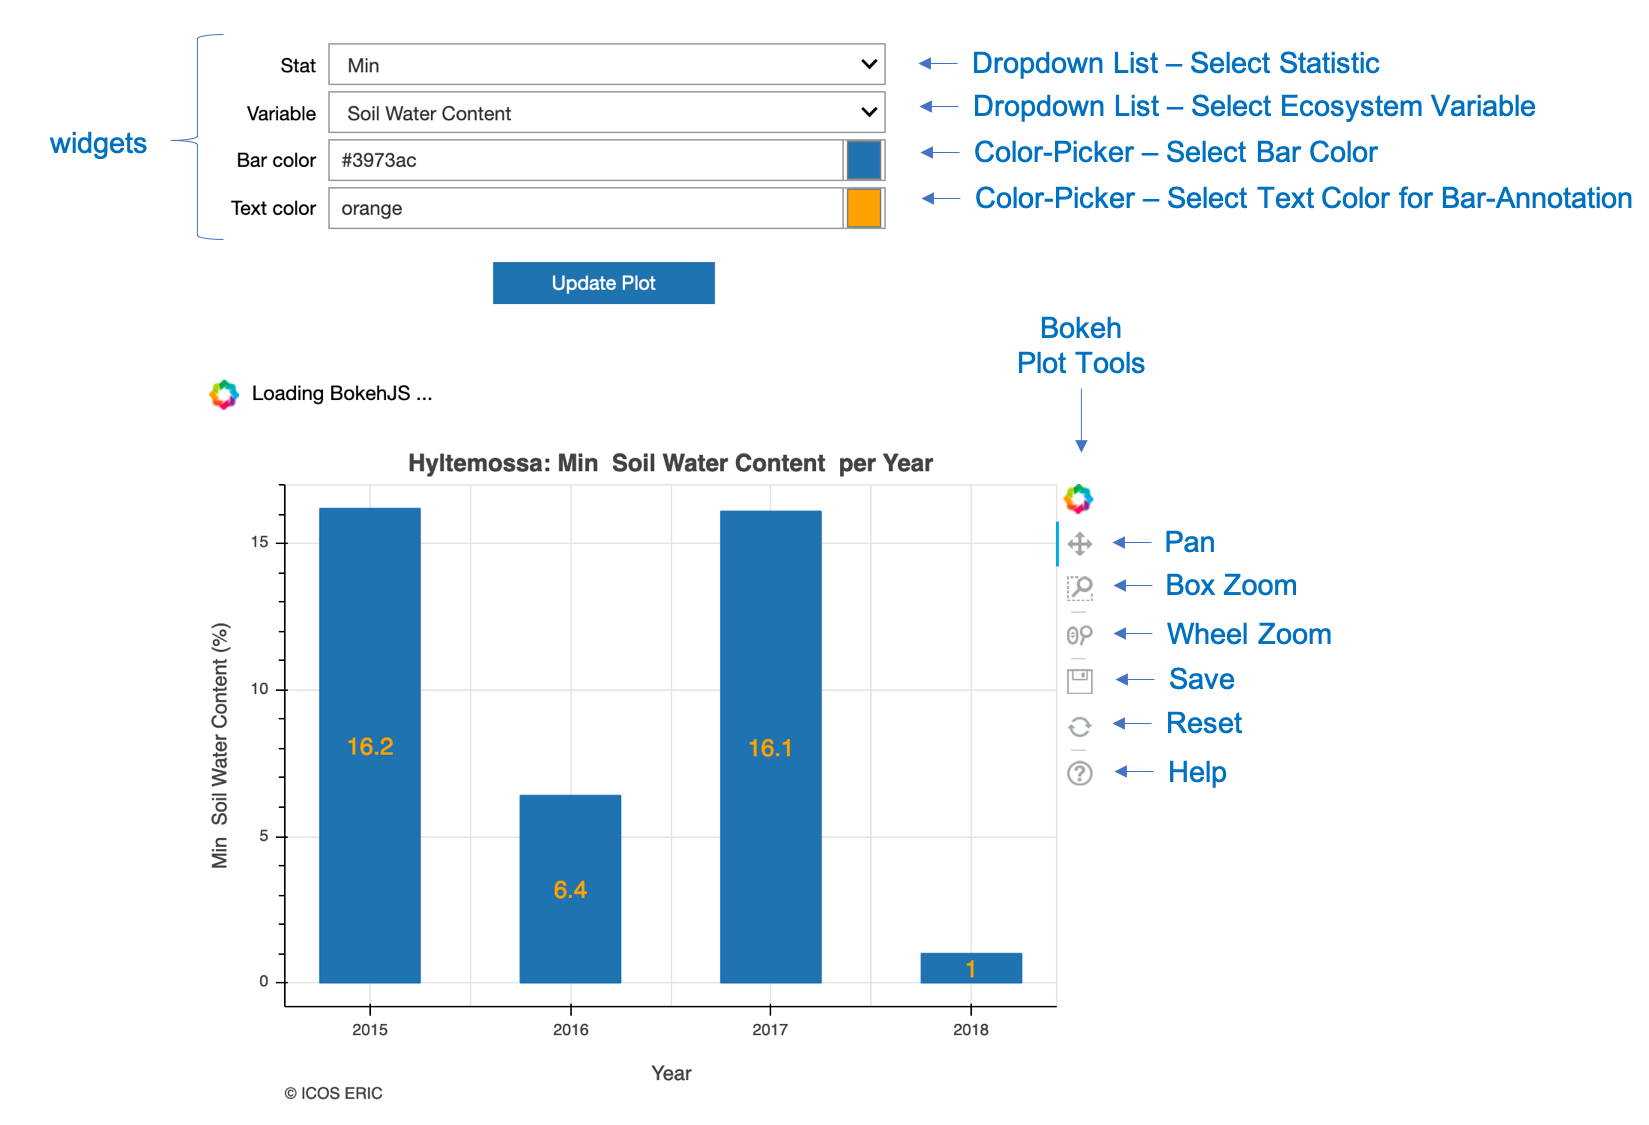 Stat
Min
Dropdown List – Select Statistic
Variable
Soil Water Content
Dropdown List – Select Ecosystem Variable
widgets
Bar color
#3973ac
Color-Picker – Select Bar Color
Text color
orange
Color-Picker – Select Text Color for Bar-Annotation
Update Plot
Bokeh
Plot Tools
Loading BokehJS ...
Hyltemossa: Min Soil Water Content per Year
Min Soil Water Content (%)
15
10
5
0
16.2
6.4
16.1
1
2015
2016
2017
2018
Year
Pan
Box Zoom
Wheel Zoom
Save
Reset
Help
© ICOS ERIC